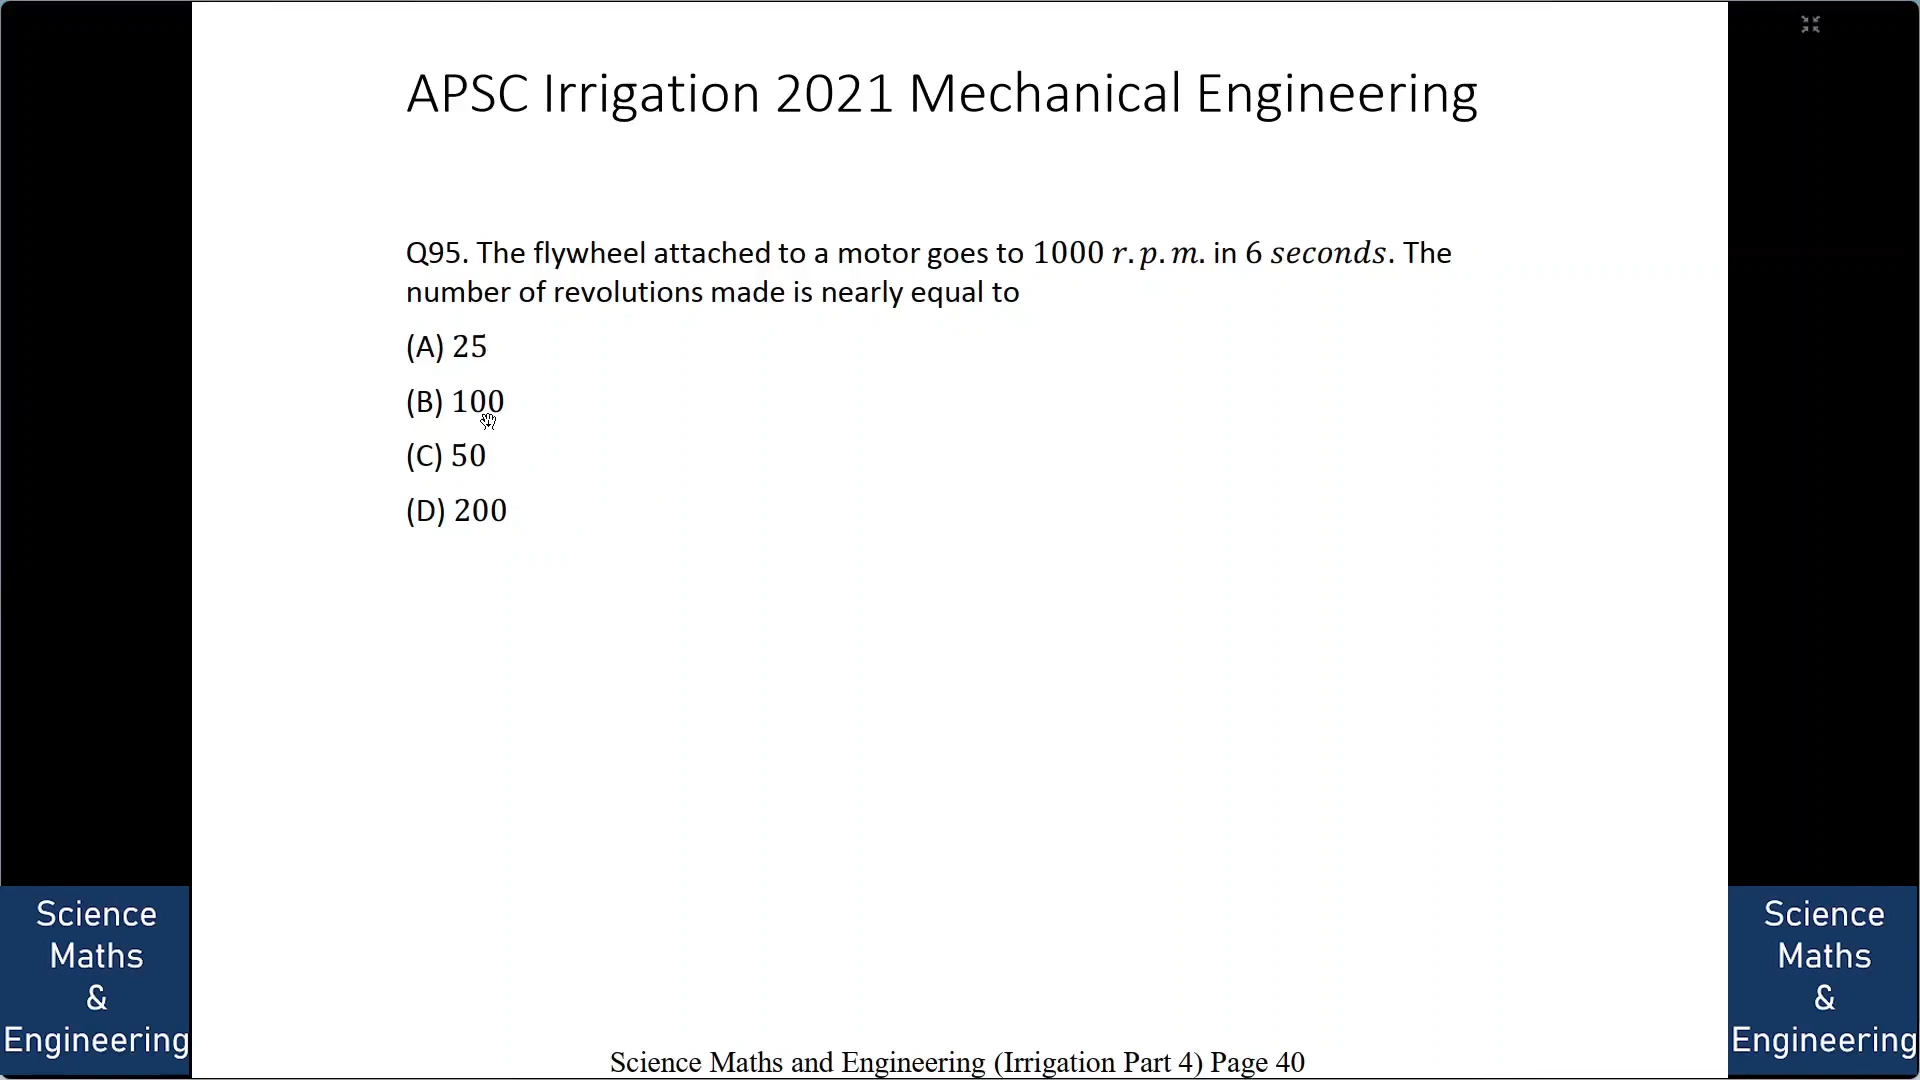 APSC Irrigation 2021 Mechanical Engineering
Q95. The flywheel attached to a motor goes to 1000 r.p.m. in 6 seconds. The
number of revolutions made is nearly equal to
(A) 25
(B) 100
(C) 50
(D) 200
Science
Maths
&
Engineering
Science
Maths
&
Engineering
Science Maths and Engineering (Irrigation Part 4) Page 40